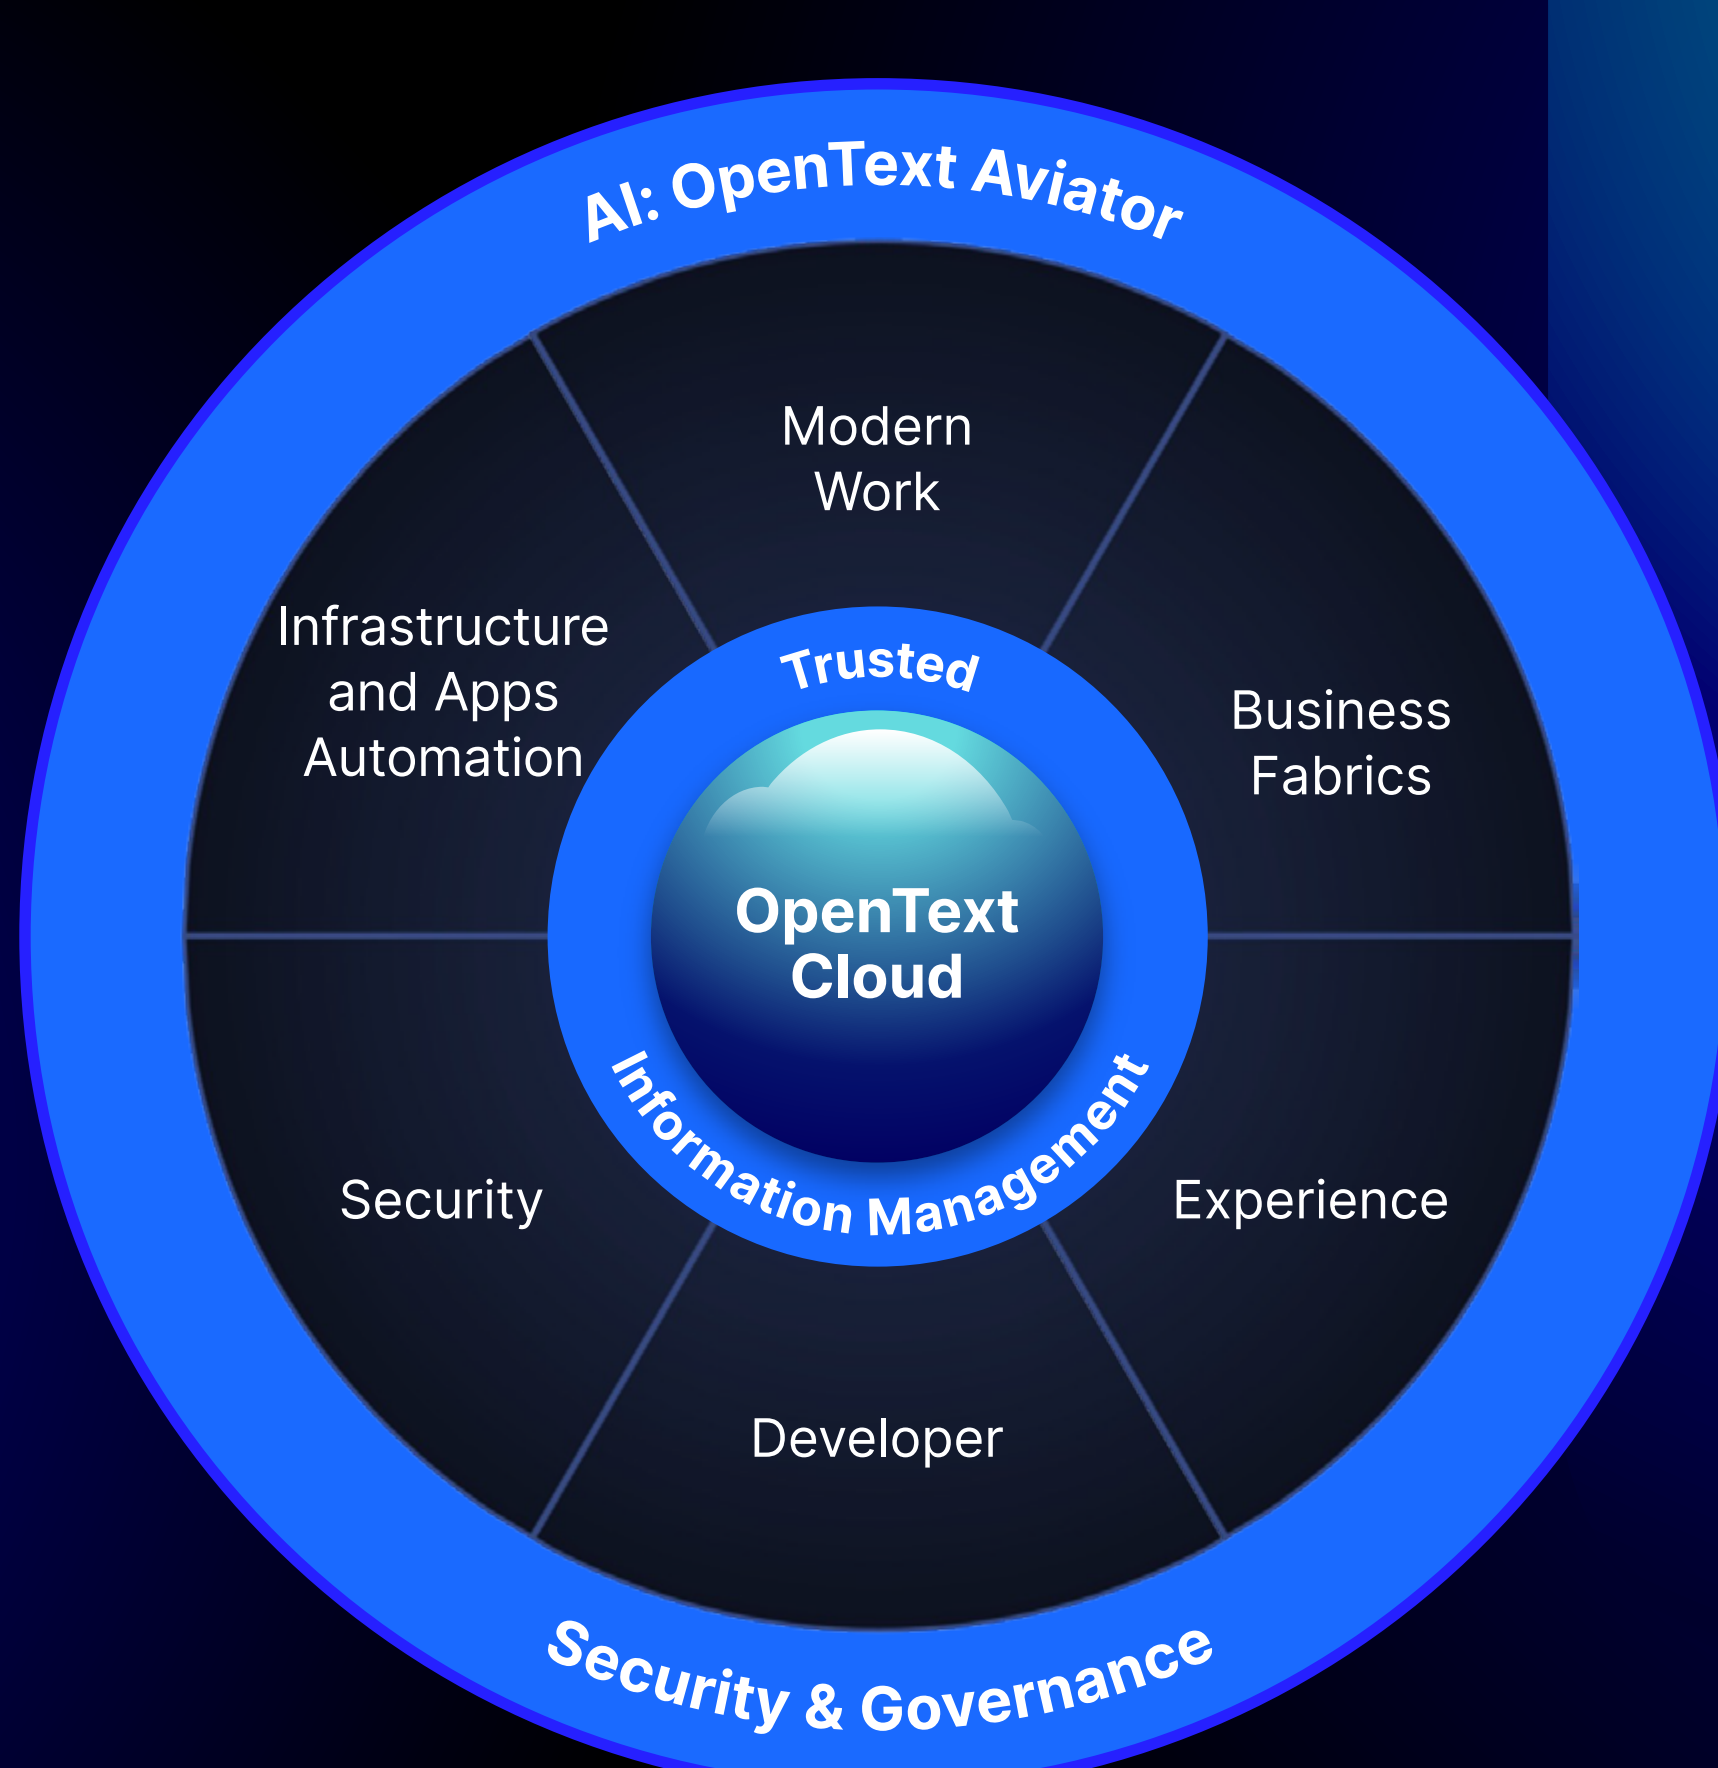 AI: OpenText Aviator
Modern
Work
Infrastructure
and Apps
Automation
Business
Fabrics
Trusted
OpenText
Cloud
Information Management
Security
Experience
Developer
Security & Governance